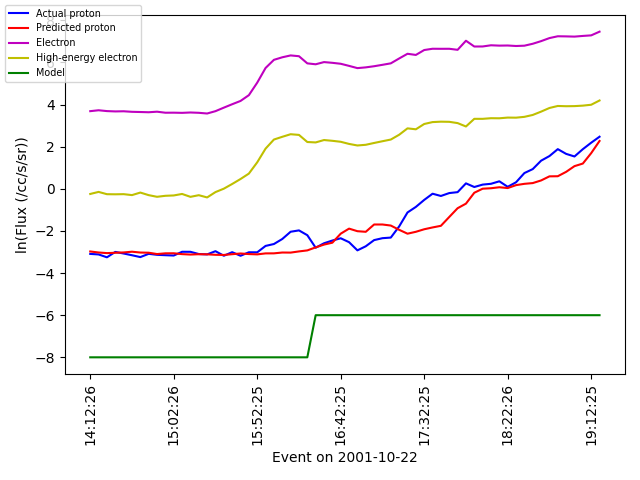 Actual proton
Predicted proton
Electron
High-energy electron
Model
4
2
0
−2
−4
−6
−8
ln(Flux (/cc/s/sr))
14:12:26
15:02:26
15:52:25
16:42:25
17:32:25
18:22:26
19:12:25
Event on 2001-10-22